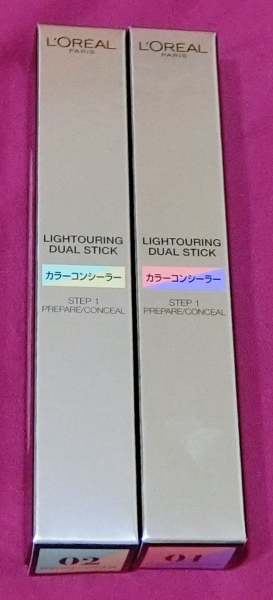 L'ORÉAL
PARIS
LIGHTOURING
DUAL STICK
カラーコンシーラー
STEP 1
PREPARE/CONCEAL
02
L'ORÉAL
PARIS
LIGHTOURING
DUAL STICK
カラーコンシーラー
STEP 1
PREPARE/CONCEAL
01